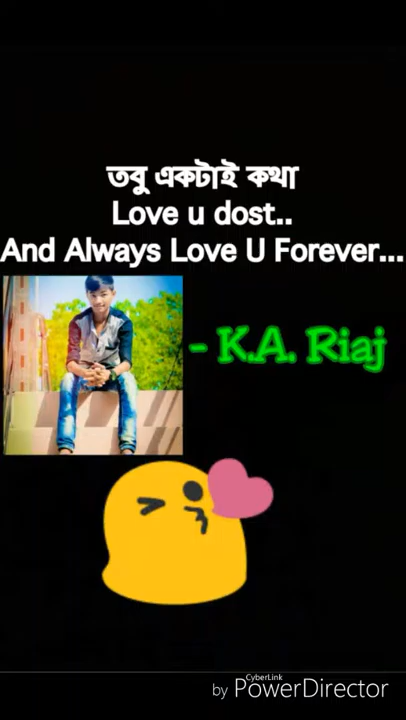 তবু একটাই কথা
Love u dost..
And Always Love U Forever...
- K.A. Riaj
CyberLink
by PowerDirector